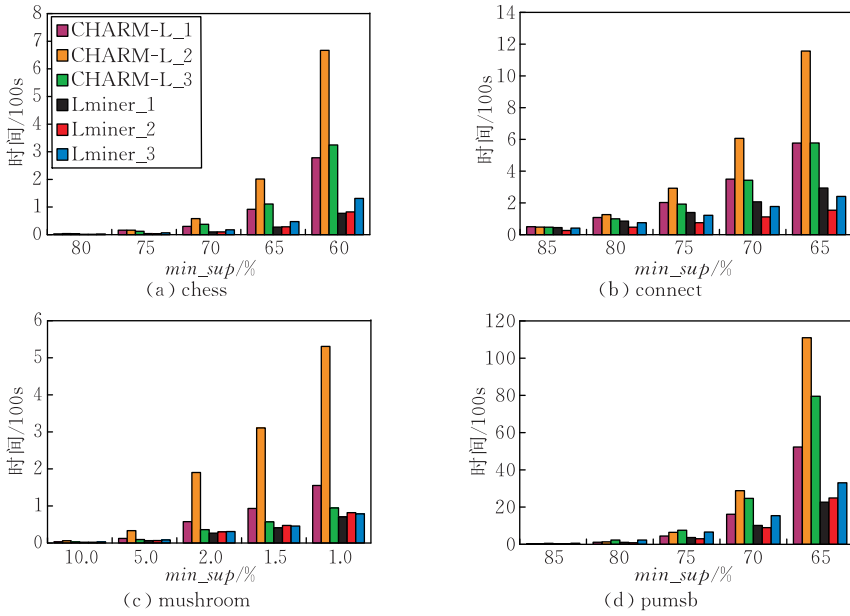 8
7
6
5
4
3
2
1
0
时间/100s
CHARM-L_1
CHARM-L_2
CHARM-L_3
Lminer_1
Lminer_2
Lminer_3
80 75 70 65 60
min_sup/%
(a) chess
14
12
10
8
6
4
2
0
时间/100s
85 80 75 70 65
min_sup/%
(b) connect
6
5
4
3
2
1
0
时间/100s
10.0 5.0 2.0 1.5 1.0
min_sup/%
(c) mushroom
120
100
80
60
40
20
0
时间/100s
85 80 75 70 65
min_sup/%
(d) pumsb